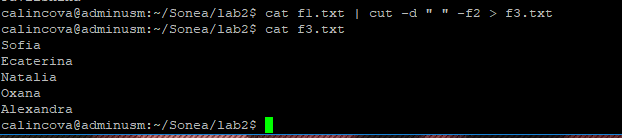 calincova@adminusm:~/Sonea/lab2$ cat f1.txt | cut -d " " -f2 > f3.txt
calincova@adminusm:~/Sonea/lab2$ cat f3.txt
Sofia
Ecaterina
Natalia
Oxana
Alexandra
calincova@adminusm:~/Sonea/lab2$